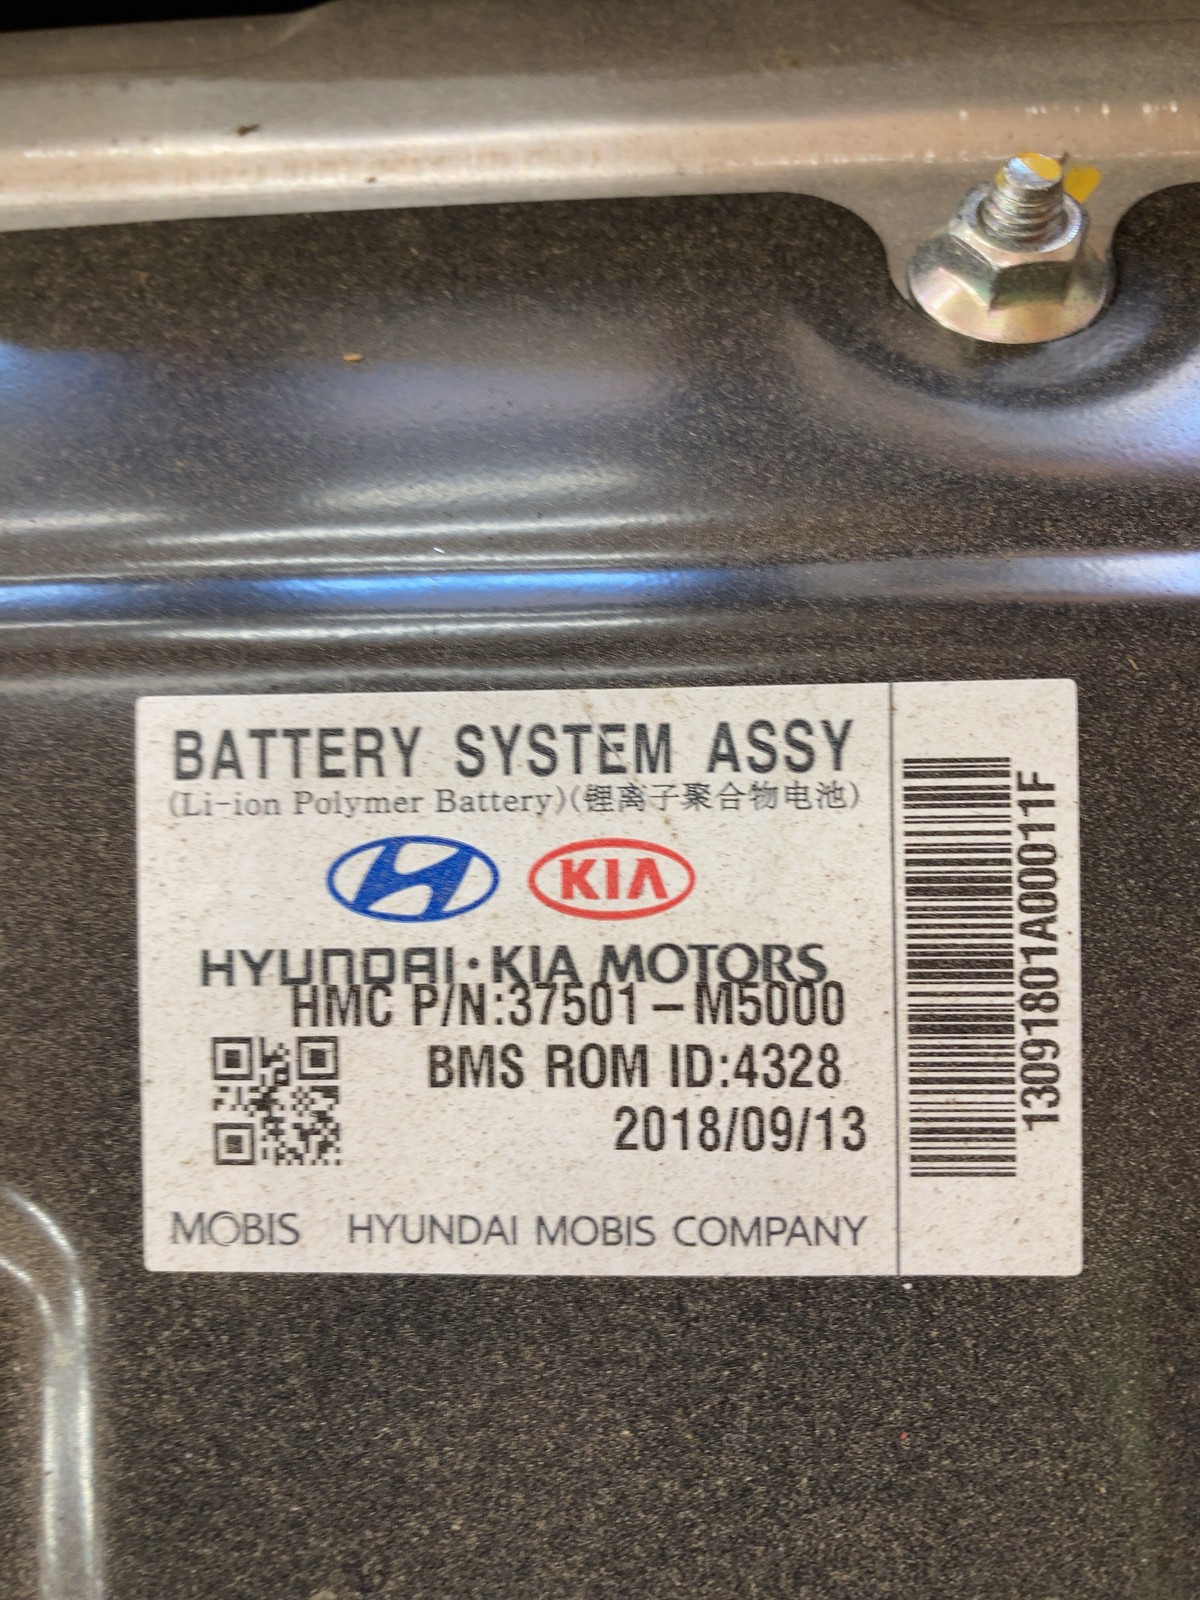 BATTERY SYSTEM ASSY
(Li-ion Polymer Battery)(锂离子聚合物电池)
KIA
HYUNDAI·KIA MOTORS
HMC P/N:37501-M5000
BMS ROM ID:4328
2018/09/13
MOBIS HYUNDAI MOBIS COMPANY
13091801A00011F